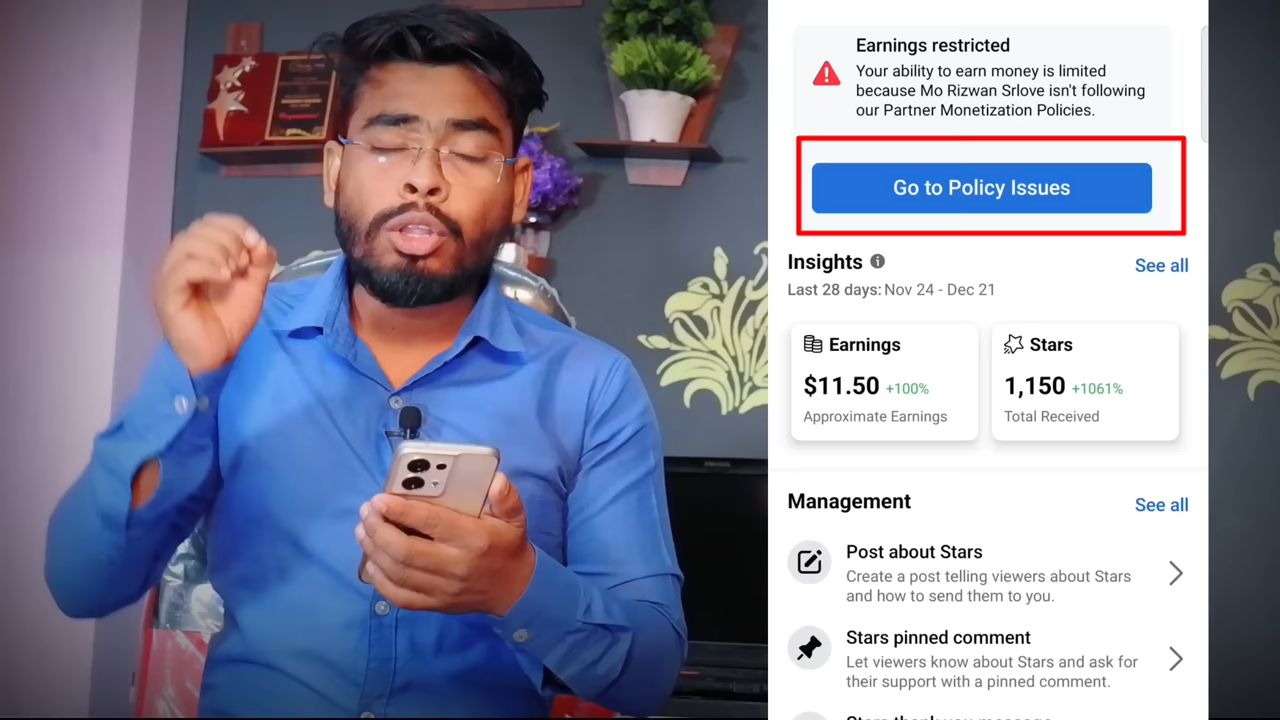 Earnings restricted
Your ability to earn money is limited
because Mo Rizwan Srlove isn't following
our Partner Monetization Policies.
Go to Policy Issues
Insights
See all
Last 28 days: Nov 24 - Dec 21
Earnings
$11.50 +100%
Approximate Earnings
Stars
1,150 +1061%
Total Received
Management
See all
Post about Stars
Create a post telling viewers about Stars
and how to send them to you.
Stars pinned comment
Let viewers know about Stars and ask for
their support with a pinned comment.